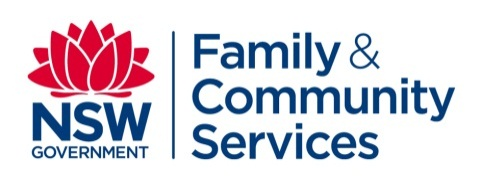 NSW
GOVERNMENT
Family &
Community
Services